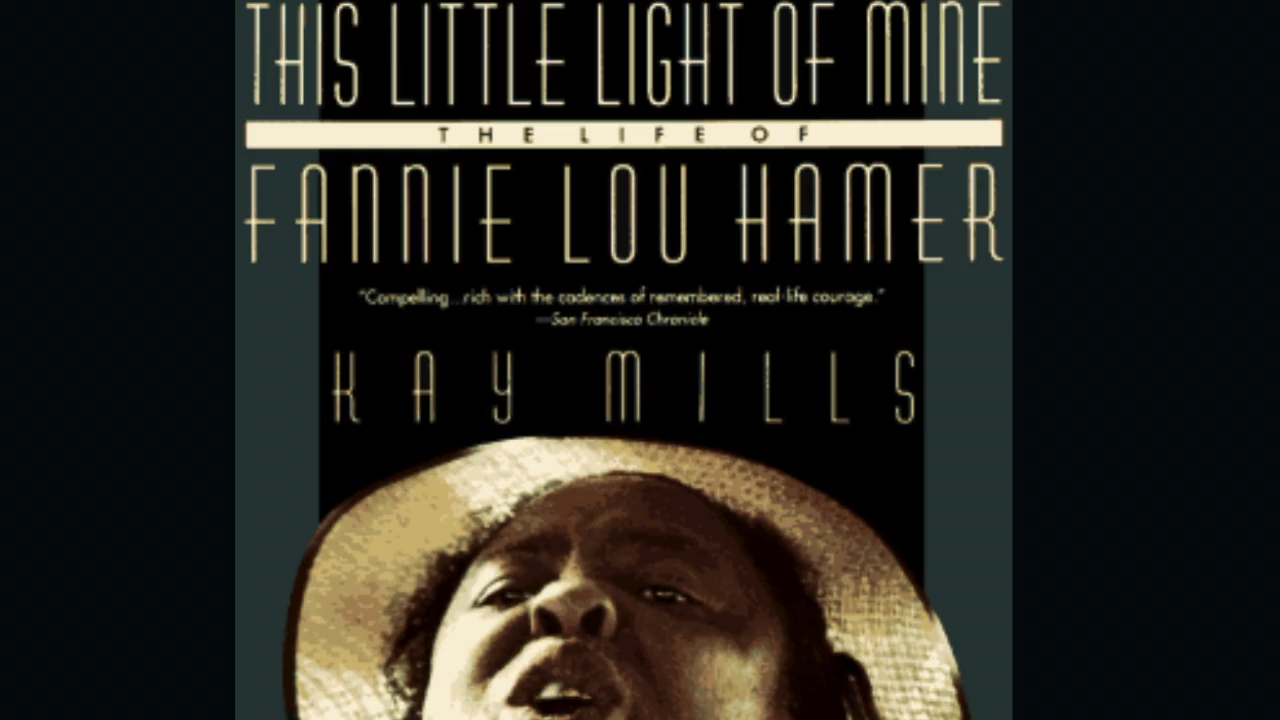 THIS LITTLE LIGHT OF MINE
THE LIFE OF
FANNIE LOU HAMER
"Compelling...rich with the cadences of remembered, real-life courage."
—San Francisco Chronicle
KAY MILLS